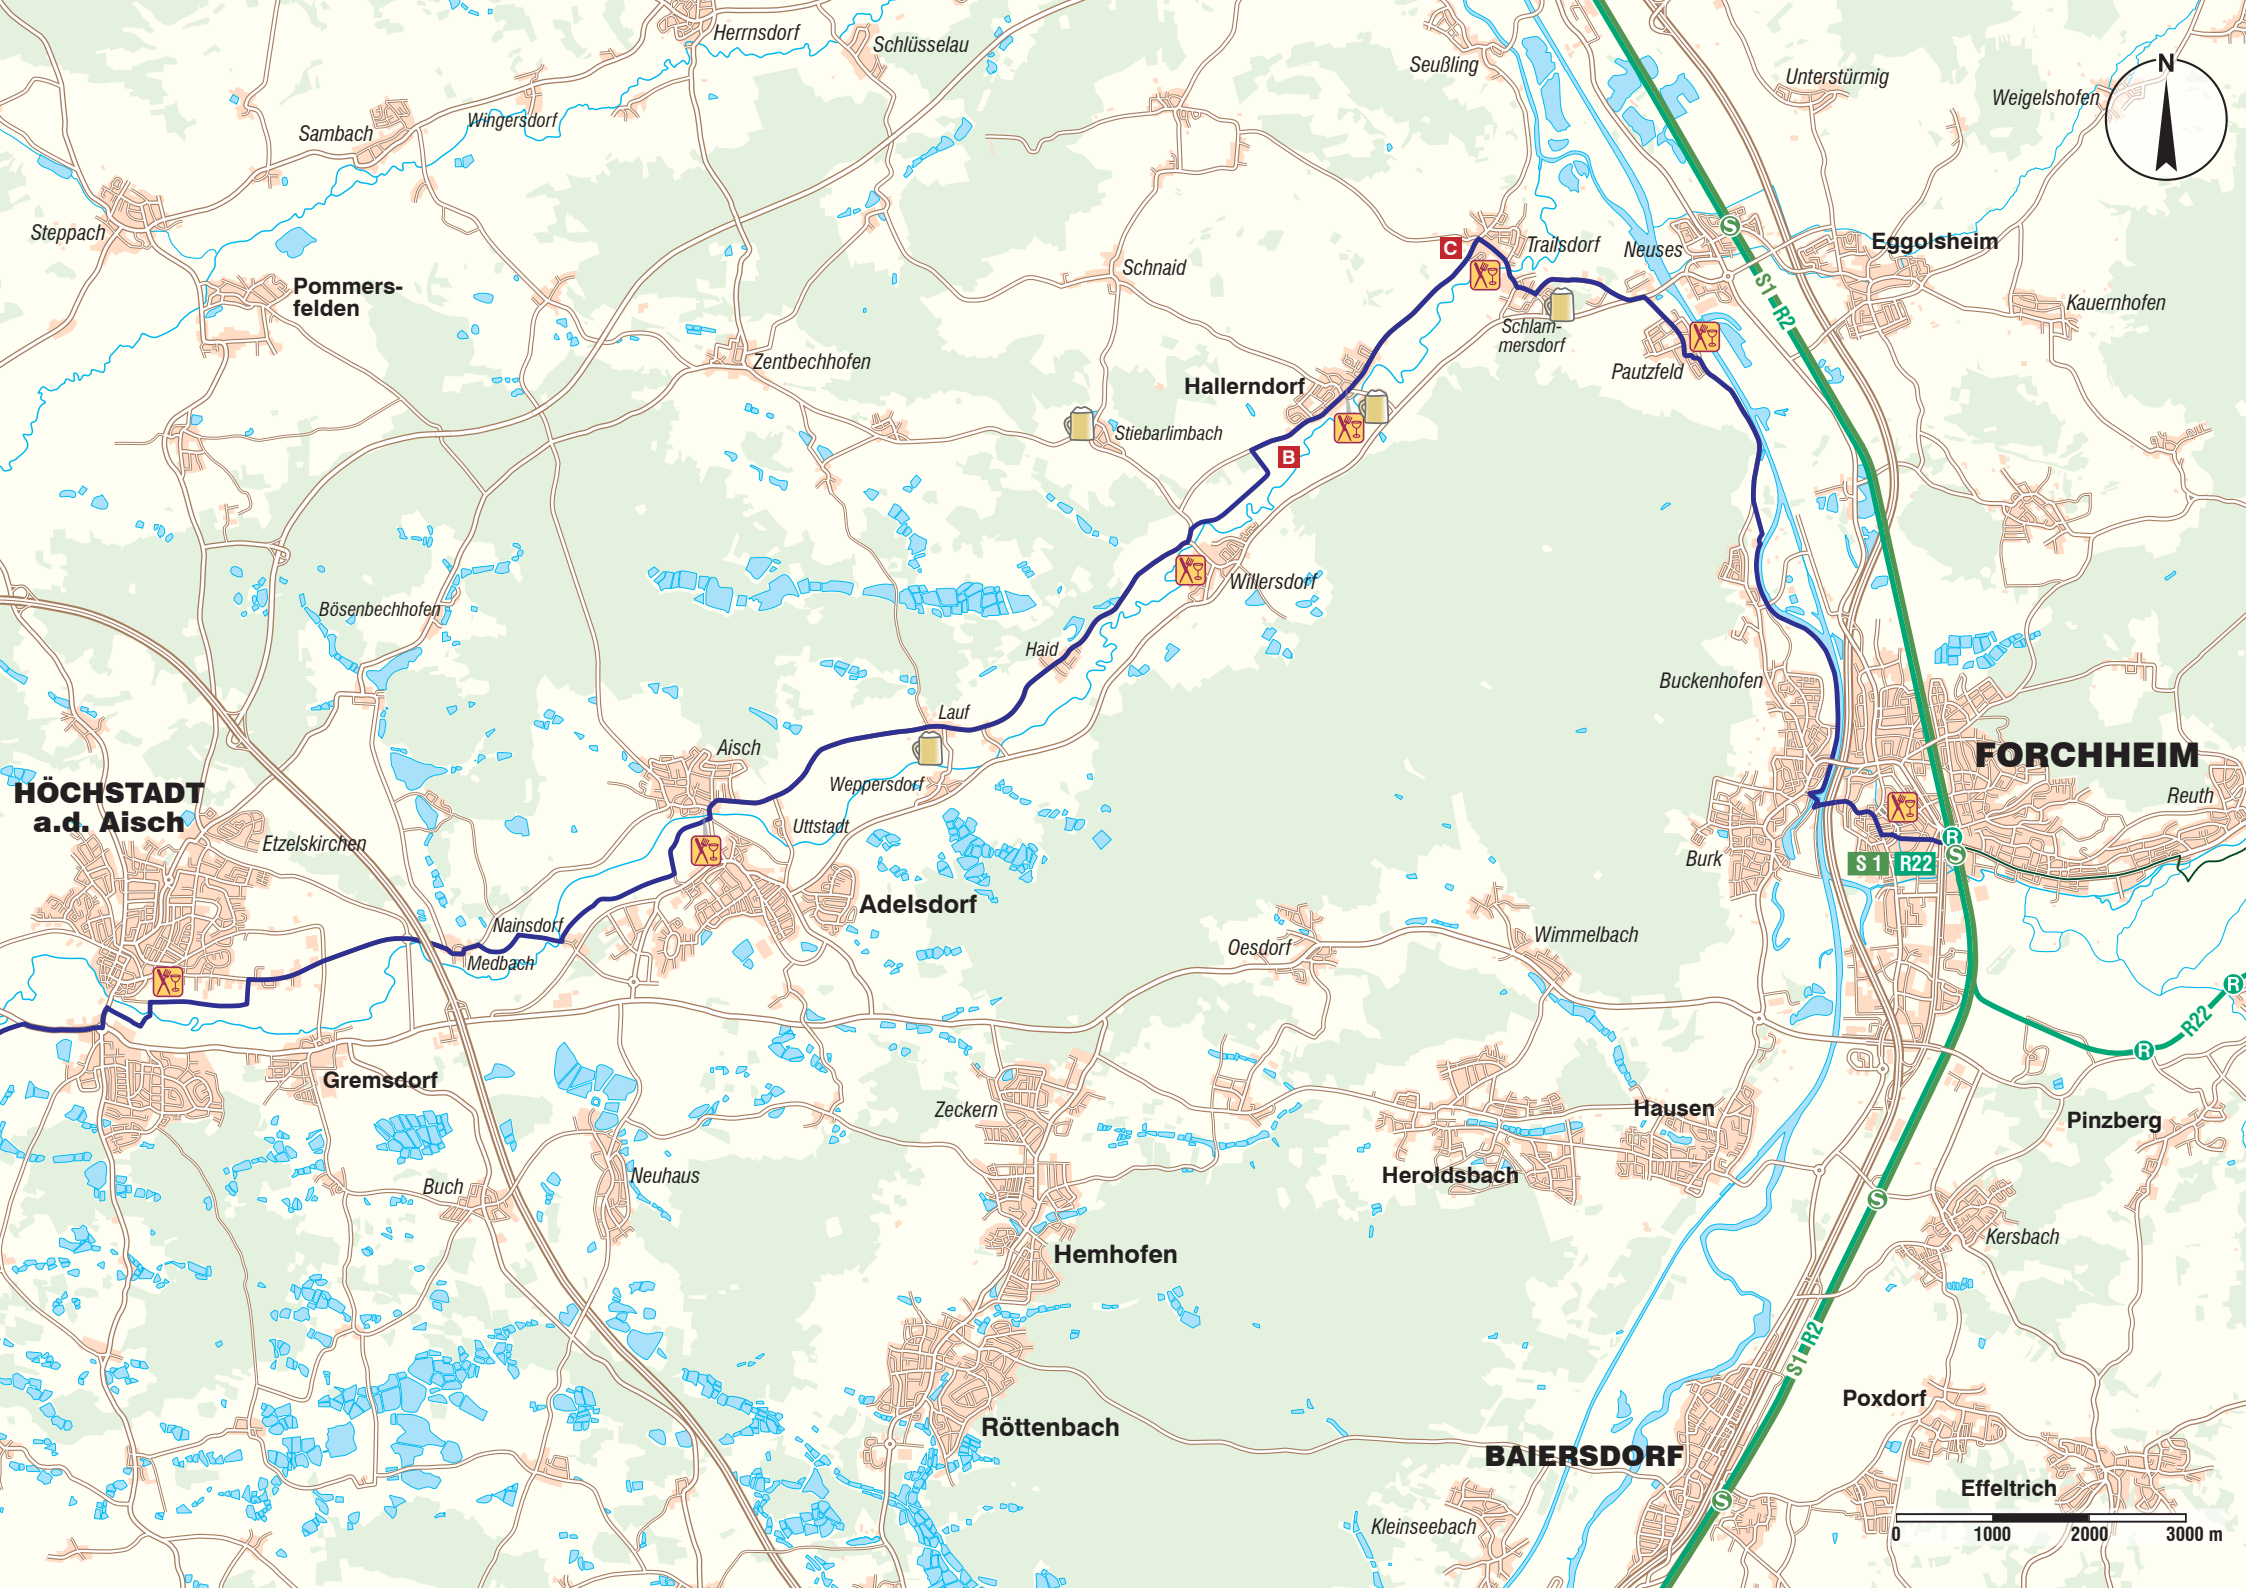 Herrnsdorf
Schlüsselau
Seußling
Unterstürmig
Weigelshofen
N
Sambach
Wingersdorf
Steppach
Trailsdorf
Neuses
Eggolsheim
C
Schnaid
Pommers-
felden
S
S1
R2
Kauernhofen
Schlam-
mersdorf
Zentbechhofen
Pautzfeld
Hallerndorf
Stiebarlimbach
B
Willersdorf
Bösenbechhofen
Haid
Buckenhofen
Lauf
Aisch
FORCHHEIM
Weppersdorf
HÖCHSTADT
a.d. Aisch
Reuth
Uttstadt
Etzelskirchen
R
S
S 1
R22
Burk
Adelsdorf
Nainsdorf
Medbach
Oesdorf
Wimmelbach
R
R22
R
Gremsdorf
Zeckern
Hausen
Pinzberg
Heroldsbach
Neuhaus
Buch
S
Kersbach
Hemhofen
S1
R2
Poxdorf
Röttenbach
BAIERSDORF
Effeltrich
S
Kleinseebach
0 1000 2000 3000 m